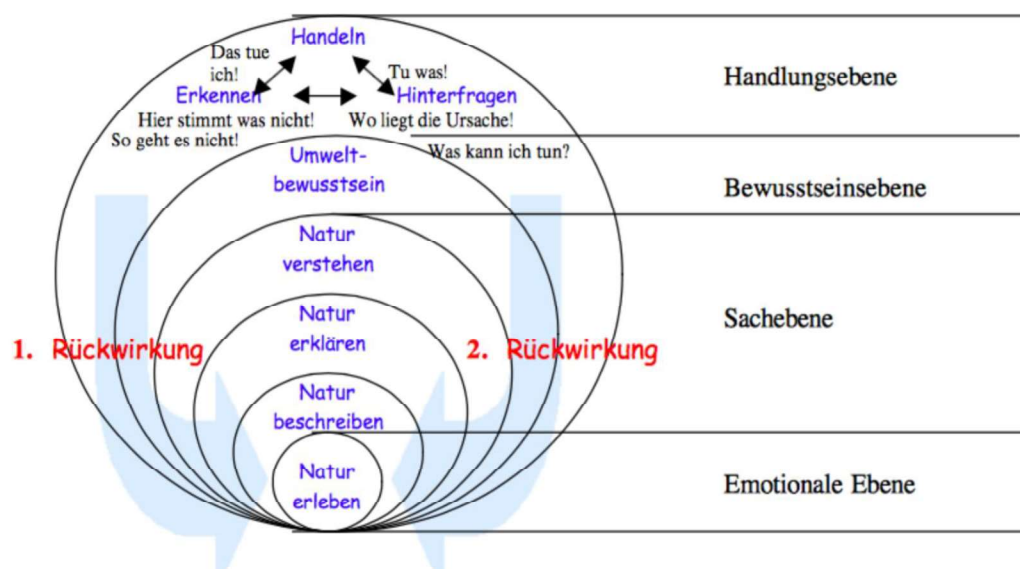 Handeln
Das tue
ich!
Tu was!
Handlungsebene
Erkennen
Hinterfragen
Hier stimmt was nicht!
Wo liegt die Ursache!
So geht es nicht!
Was kann ich tun?
Umwelt-
bewusstsein
Bewusstseinsebene
Natur
verstehen
Natur
erklären
Sachebene
1. Rückwirkung
2. Rückwirkung
Natur
beschreiben
Natur
erleben
Emotionale Ebene